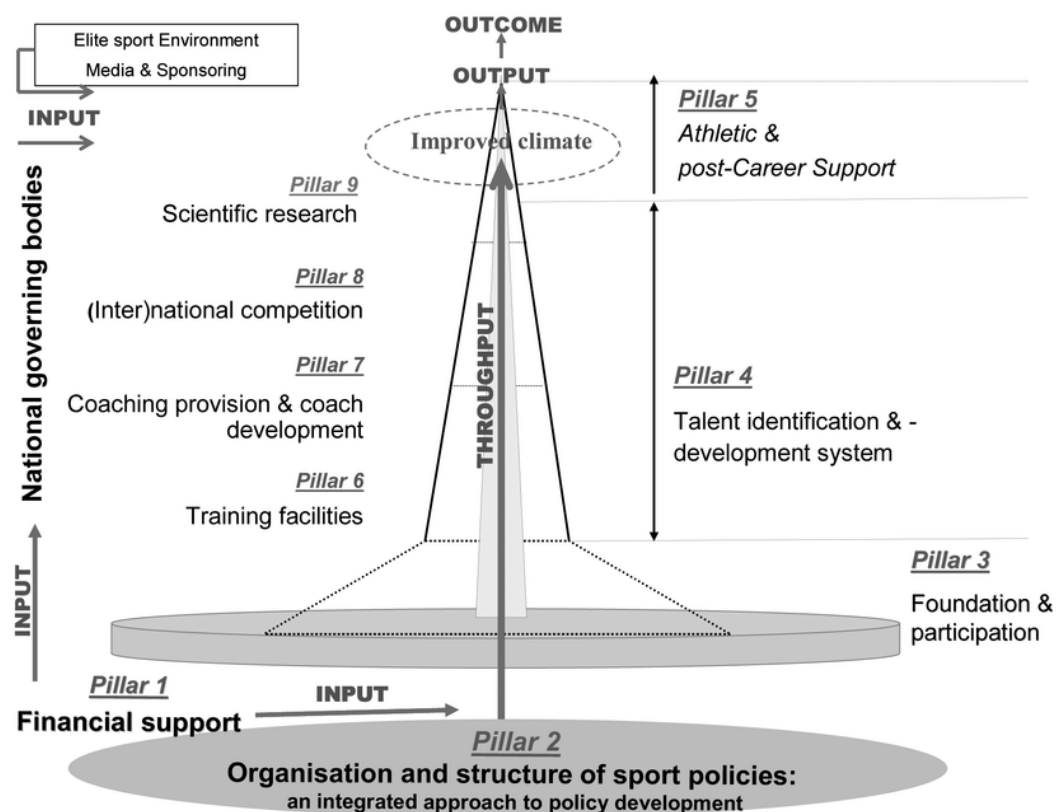 Elite sport Environment
Media & Sponsoring
INPUT
National governing bodies
INPUT
OUTCOME
OUTPUT
Improved climate
THROUGHPUT
Pillar 9
Scientific research
Pillar 8
(Inter)national competition
Pillar 7
Coaching provision & coach
development
Pillar 6
Training facilities
Pillar 5
Athletic &
post-Career Support
Pillar 4
Talent identification & -
development system
Pillar 3
Foundation &
participation
Pillar 1
Financial support
INPUT
Pillar 2
Organisation and structure of sport policies:
an integrated approach to policy development